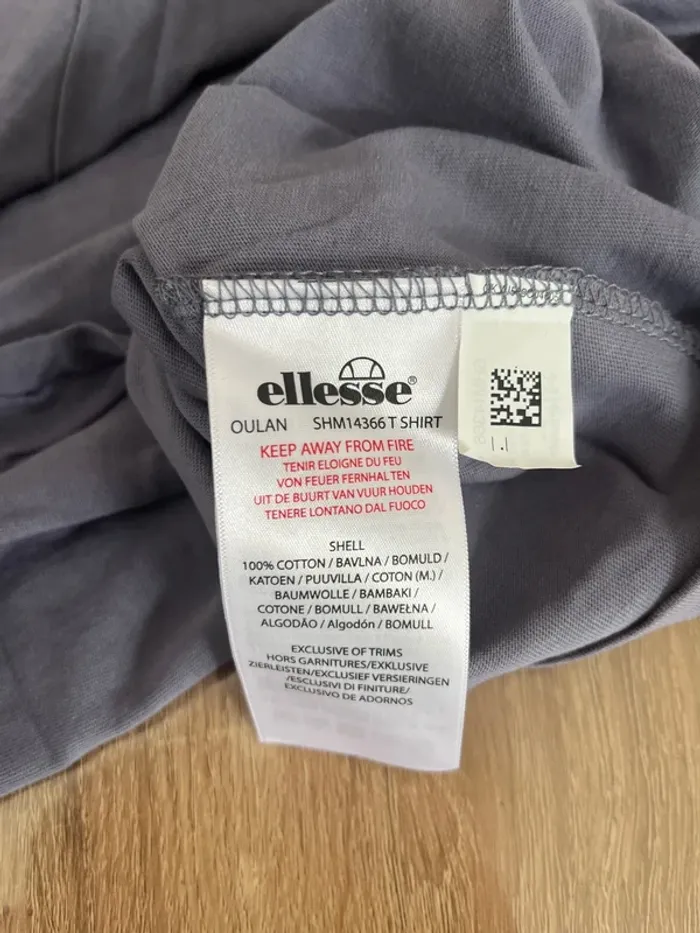 ellesse®
OULAN SHM14366 T SHIRT
KEEP AWAY FROM FIRE
TENIR ELOIGNE DU FEU
VON FEUER FERNHALTEN
UIT DE BUURT VAN VUUR HOUDEN
TENERE LONTANO DAL FUOCO
SHELL
100% COTTON / BAVLNA / BOMULD /
KATOEN / PUUVILLA / COTON (M.) /
BAUMWOLLE / BAMBAKI /
COTONE / BOMULL / BAWEŁNA /
ALGODÃO / Algodón / BOMULL
EXCLUSIVE OF TRIMS
HORS GARNITURES/EXKLUSIVE
ZIERLEISTEN/EXCLUSIEF VERSIERINGEN
/ESCLUSIVI DI FINITURE/
EXCLUSIVO DE ADORNOS
1.1